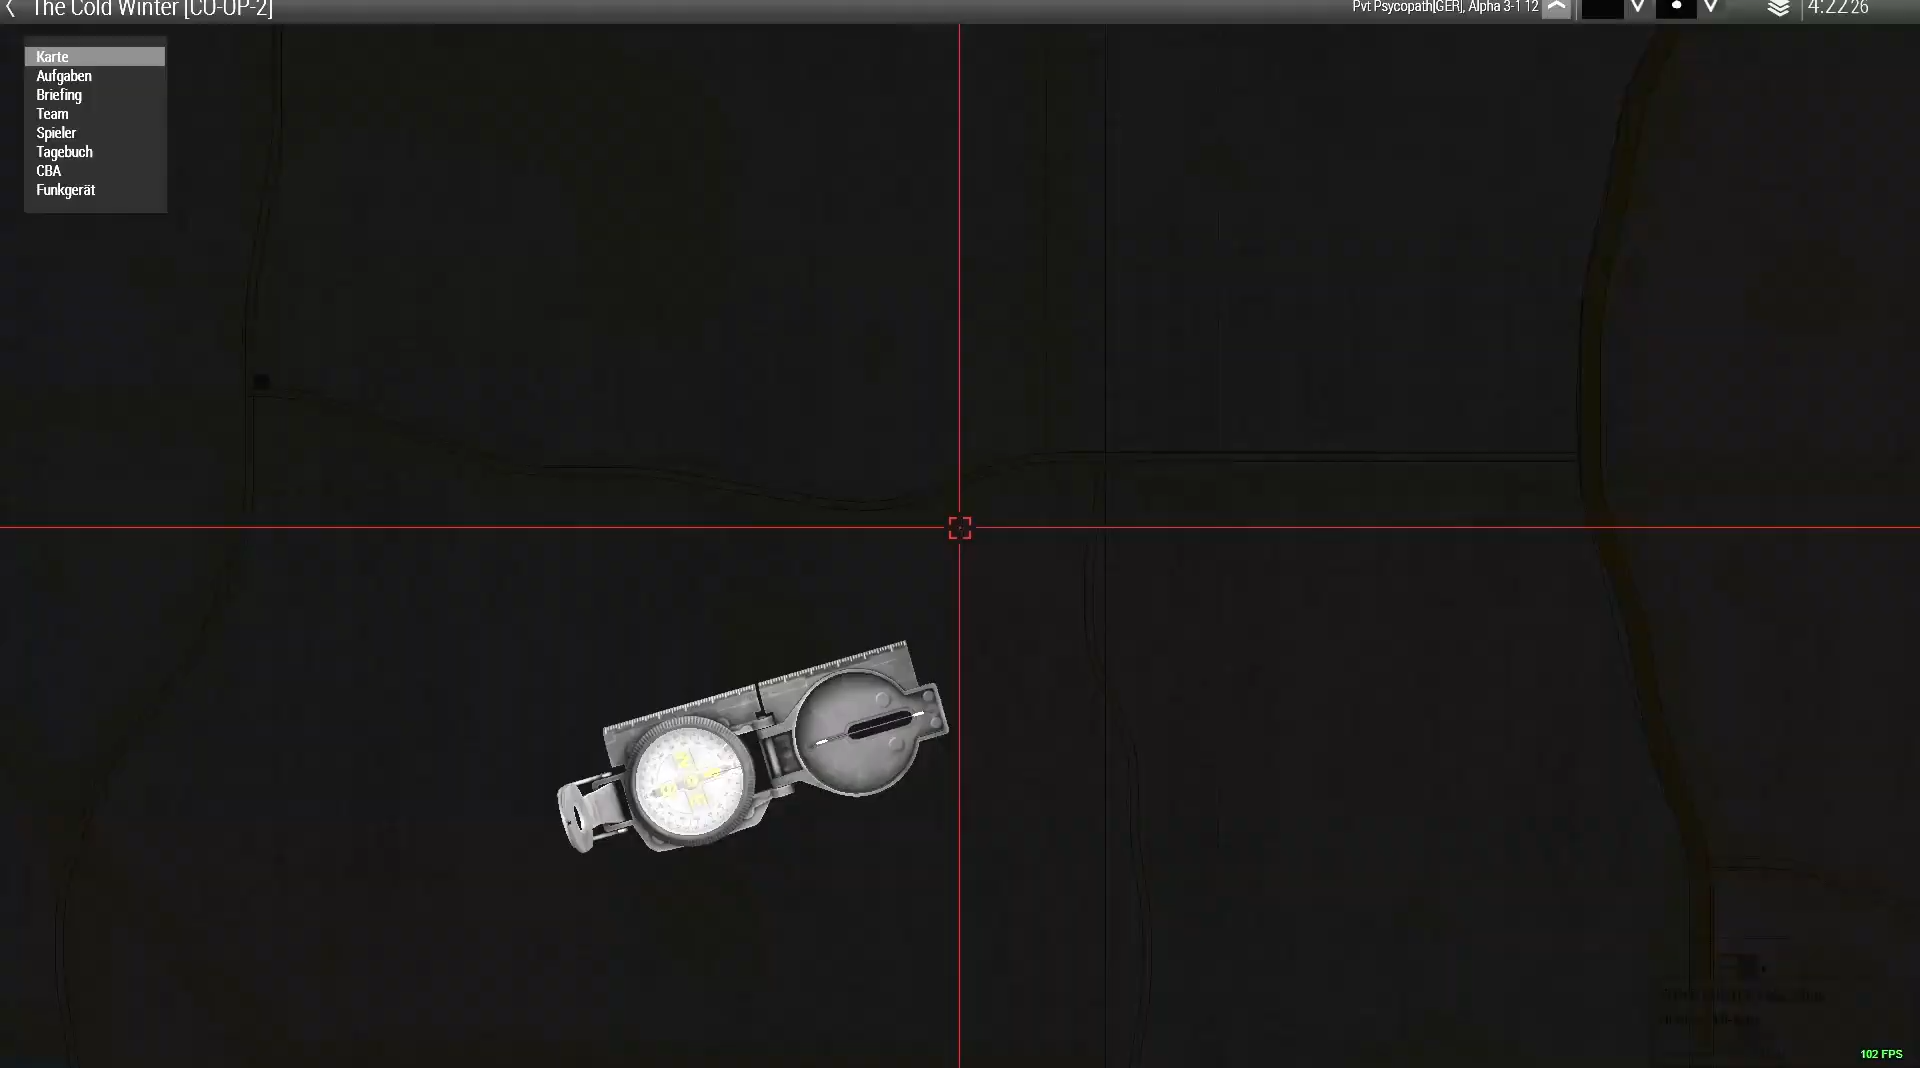 The Cold Winter [CO-OP-2]
Pvt Psycopath[GER], Alpha 3-1 12
4:22 26
Karte
Aufgaben
Briefing
Team
Spieler
Tagebuch
CBA
Funkgerät
102 FPS